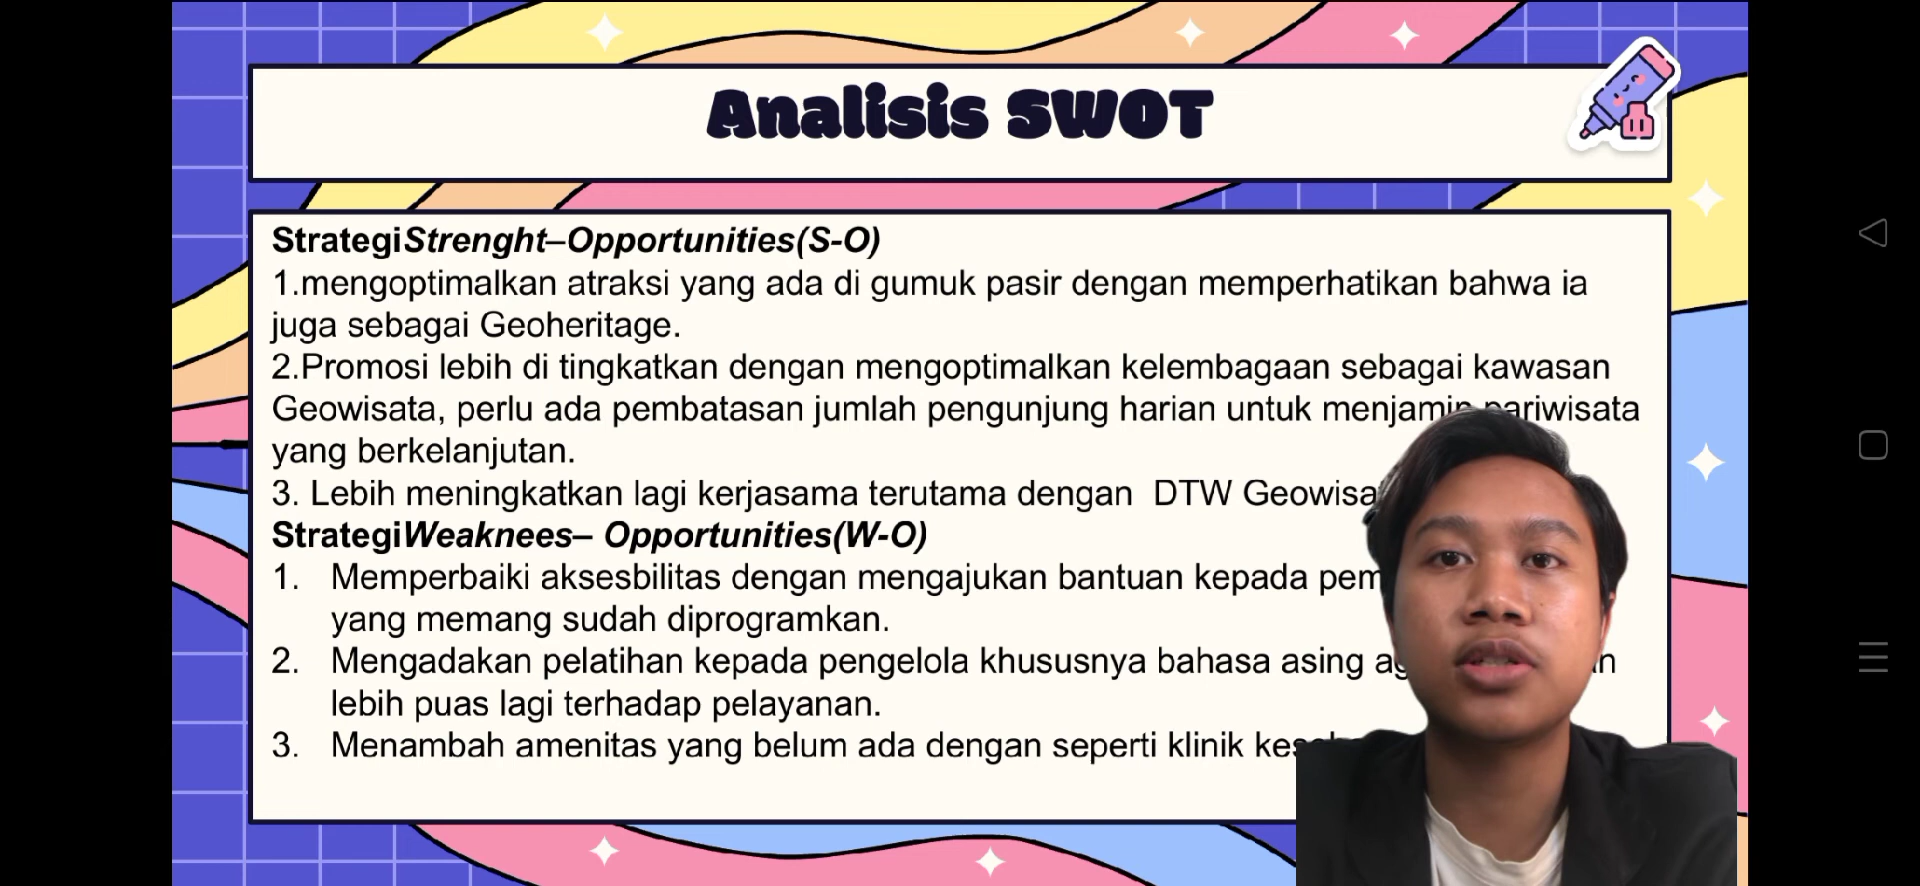 Analisis SWOT
StrategiStrenght–Opportunities(S-O)
1.mengoptimalkan atraksi yang ada di gumuk pasir dengan memperhatikan bahwa ia
juga sebagai Geoheritage.
2.Promosi lebih di tingkatkan dengan mengoptimalkan kelembagaan sebagai kawasan
Geowisata, perlu ada pembatasan jumlah pengunjung harian untuk menjamin pariwisata
yang berkelanjutan.
3. Lebih meningkatkan lagi kerjasama terutama dengan  DTW
StrategiWeaknees– Opportunities(W-O)
1. Memperbaiki aksesbilitas dengan mengajukan bantuan kepada
yang memang sudah diprogramkan.
2. Mengadakan pelatihan kepada pengelola khususnya bahasa asing
lebih puas lagi terhadap pelayanan.
3. Menambah amenitas yang belum ada dengan seperti klinik